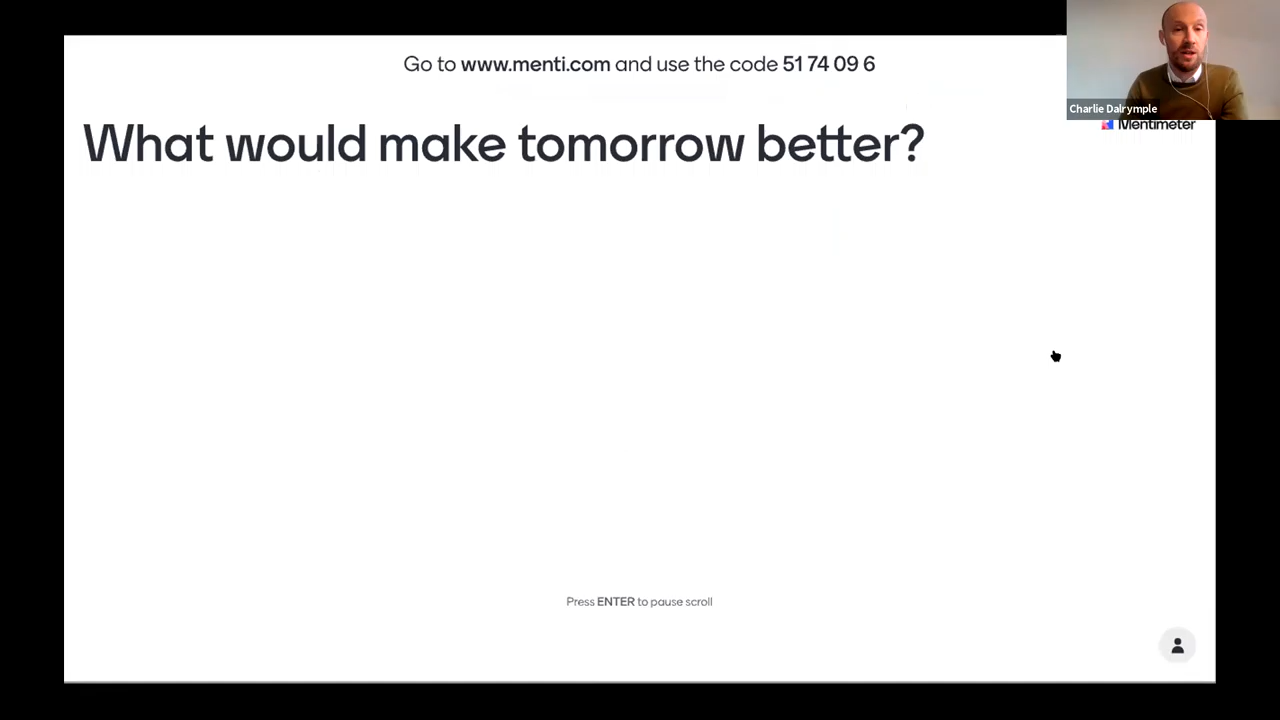 Go to www.menti.com and use the code 51 74 09 6
Charlie Dalrymple
Mentimeter
What would make tomorrow better?
Press ENTER to pause scroll